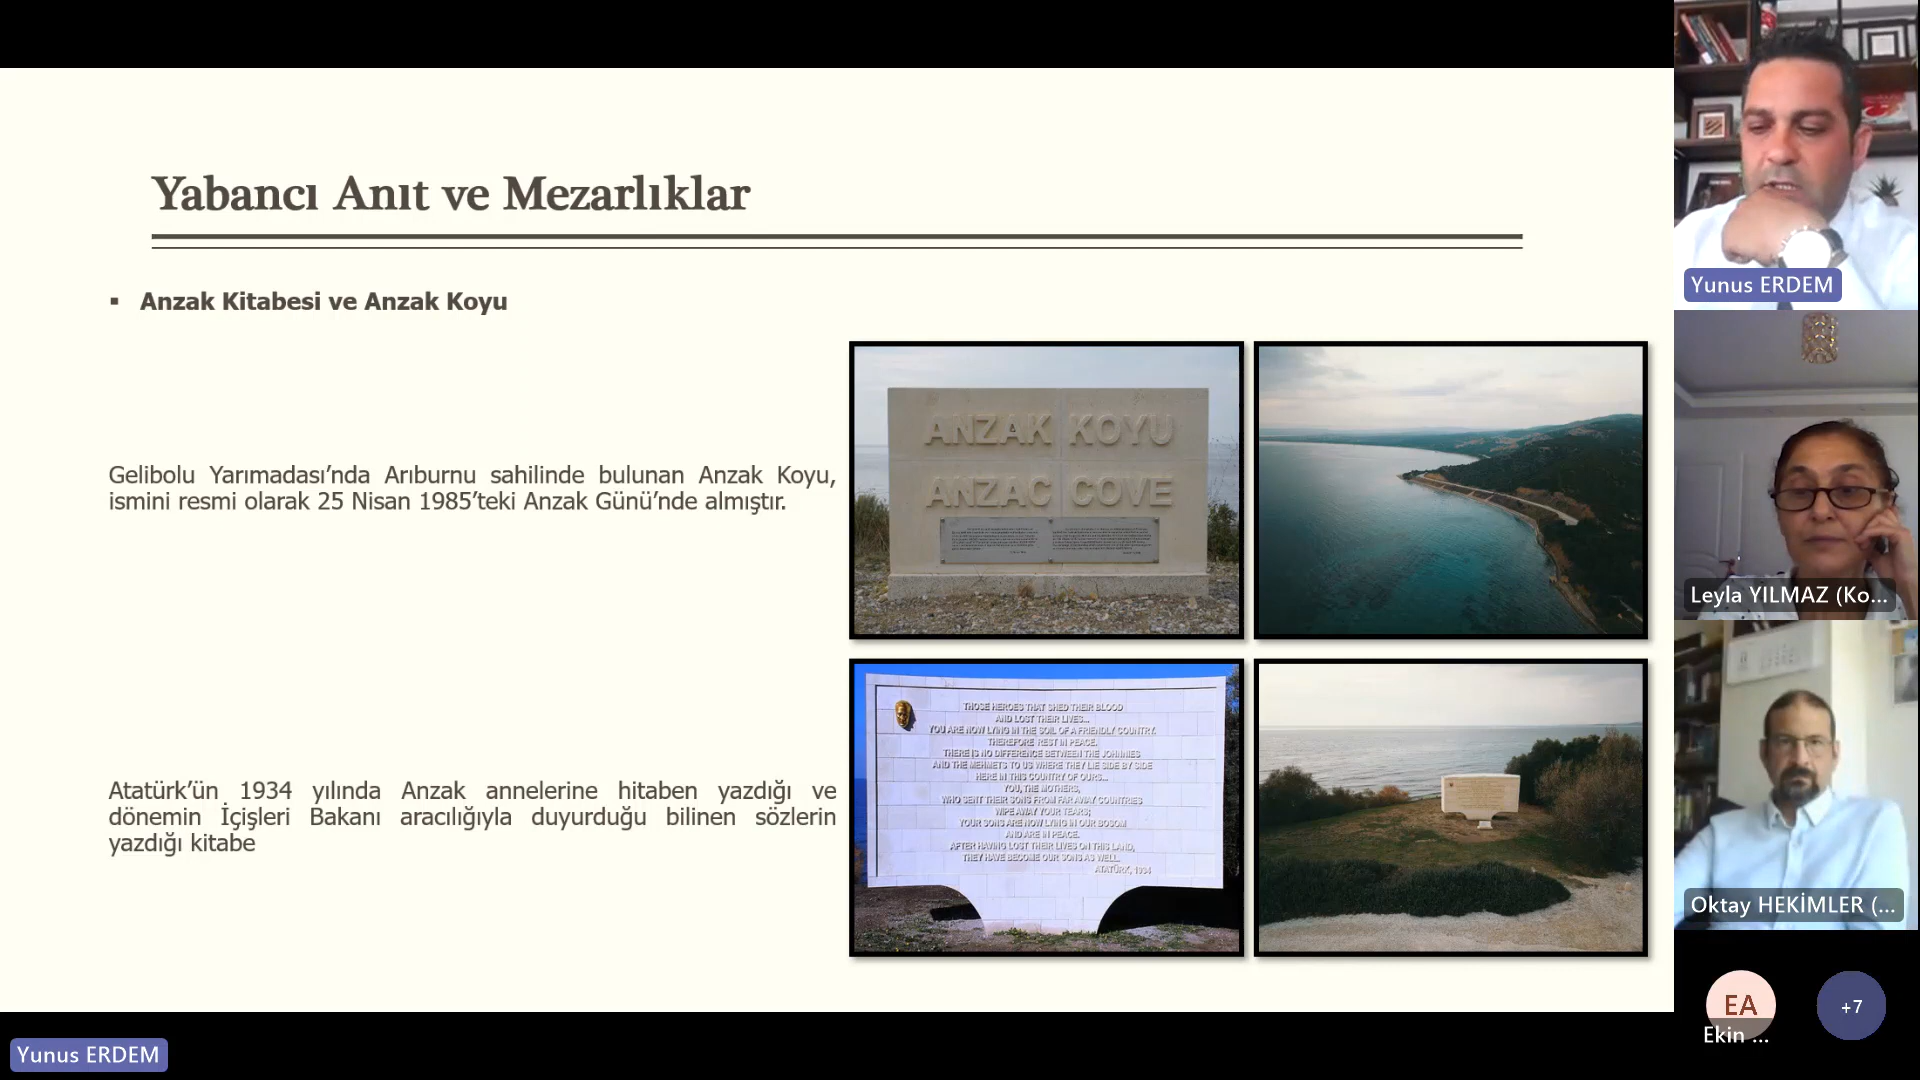 Yabancı Anıt ve Mezarlıklar
▪ Anzak Kitabesi ve Anzak Koyu
Gelibolu Yarımadası’nda Arıburnu sahilinde bulunan Anzak Koyu,
ismini resmi olarak 25 Nisan 1985’teki Anzak Günü’nde almıştır.
ANZAK KOYU
ANZAC COVE
Atatürk’ün 1934 yılında Anzak annelerine hitaben yazdığı ve
dönemin İçişleri Bakanı aracılığıyla duyurduğu bilinen sözlerin
yazdığı kitabe
THOSE HEROES THAT SHED THEIR BLOOD
AND LOST THEIR LIVES...
YOU ARE NOW LYING IN THE SOIL OF A FRIENDLY COUNTRY.
THEREFORE REST IN PEACE.
THERE IS NO DIFFERENCE BETWEEN THE JOHNNIES
AND THE MEHMETS TO US WHERE THEY LIE SIDE BY SIDE
HERE IN THIS COUNTRY OF OURS...
YOU, THE MOTHERS,
WHO SENT THEIR SONS FROM FAR AWAY COUNTRIES
WIPE AWAY YOUR TEARS;
YOUR SONS ARE NOW LYING IN OUR BOSOM
AND ARE IN PEACE.
AFTER HAVING LOST THEIR LIVES ON THIS LAND,
THEY HAVE BECOME OUR SONS AS WELL.
ATATÜRK, 1934
Yunus ERDEM
Leyla YILMAZ (Ko...
Oktay HEKİMLER (...
EA
Ekin ...
+7
Yunus ERDEM